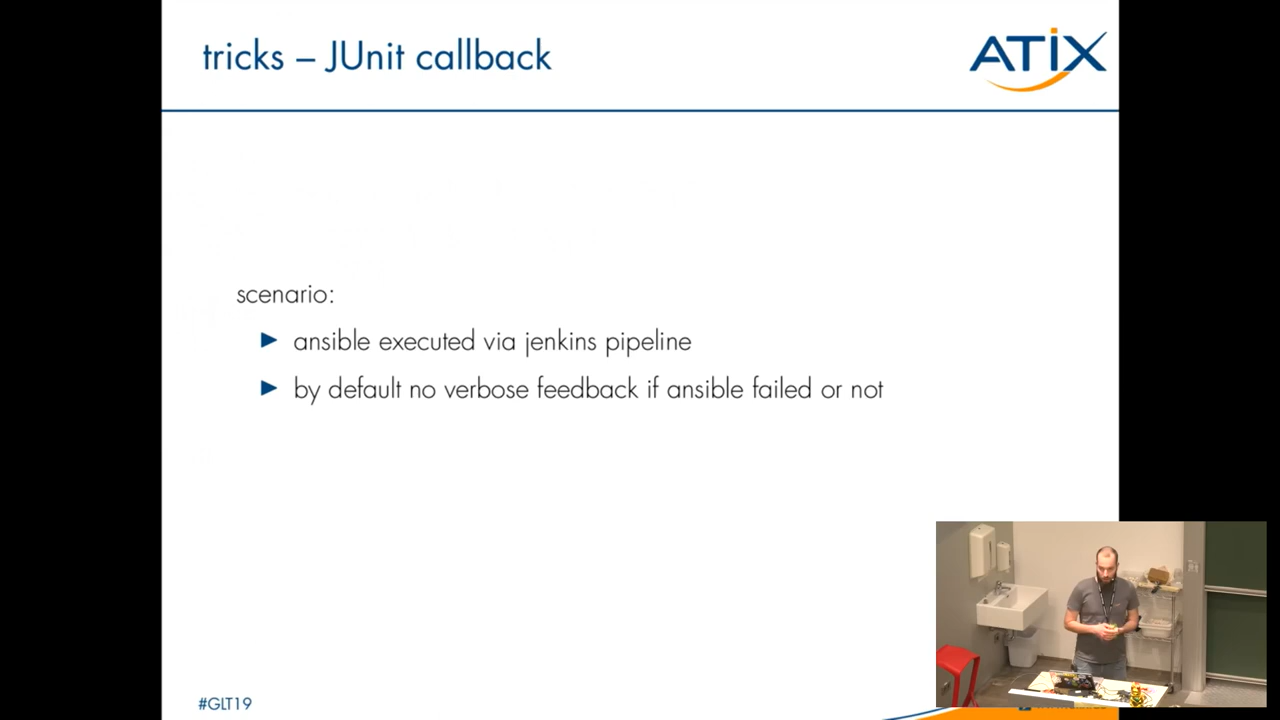 tricks – JUnit callback
ATIX
scenario:
ansible executed via jenkins pipeline
by default no verbose feedback if ansible failed or not
#GLT19